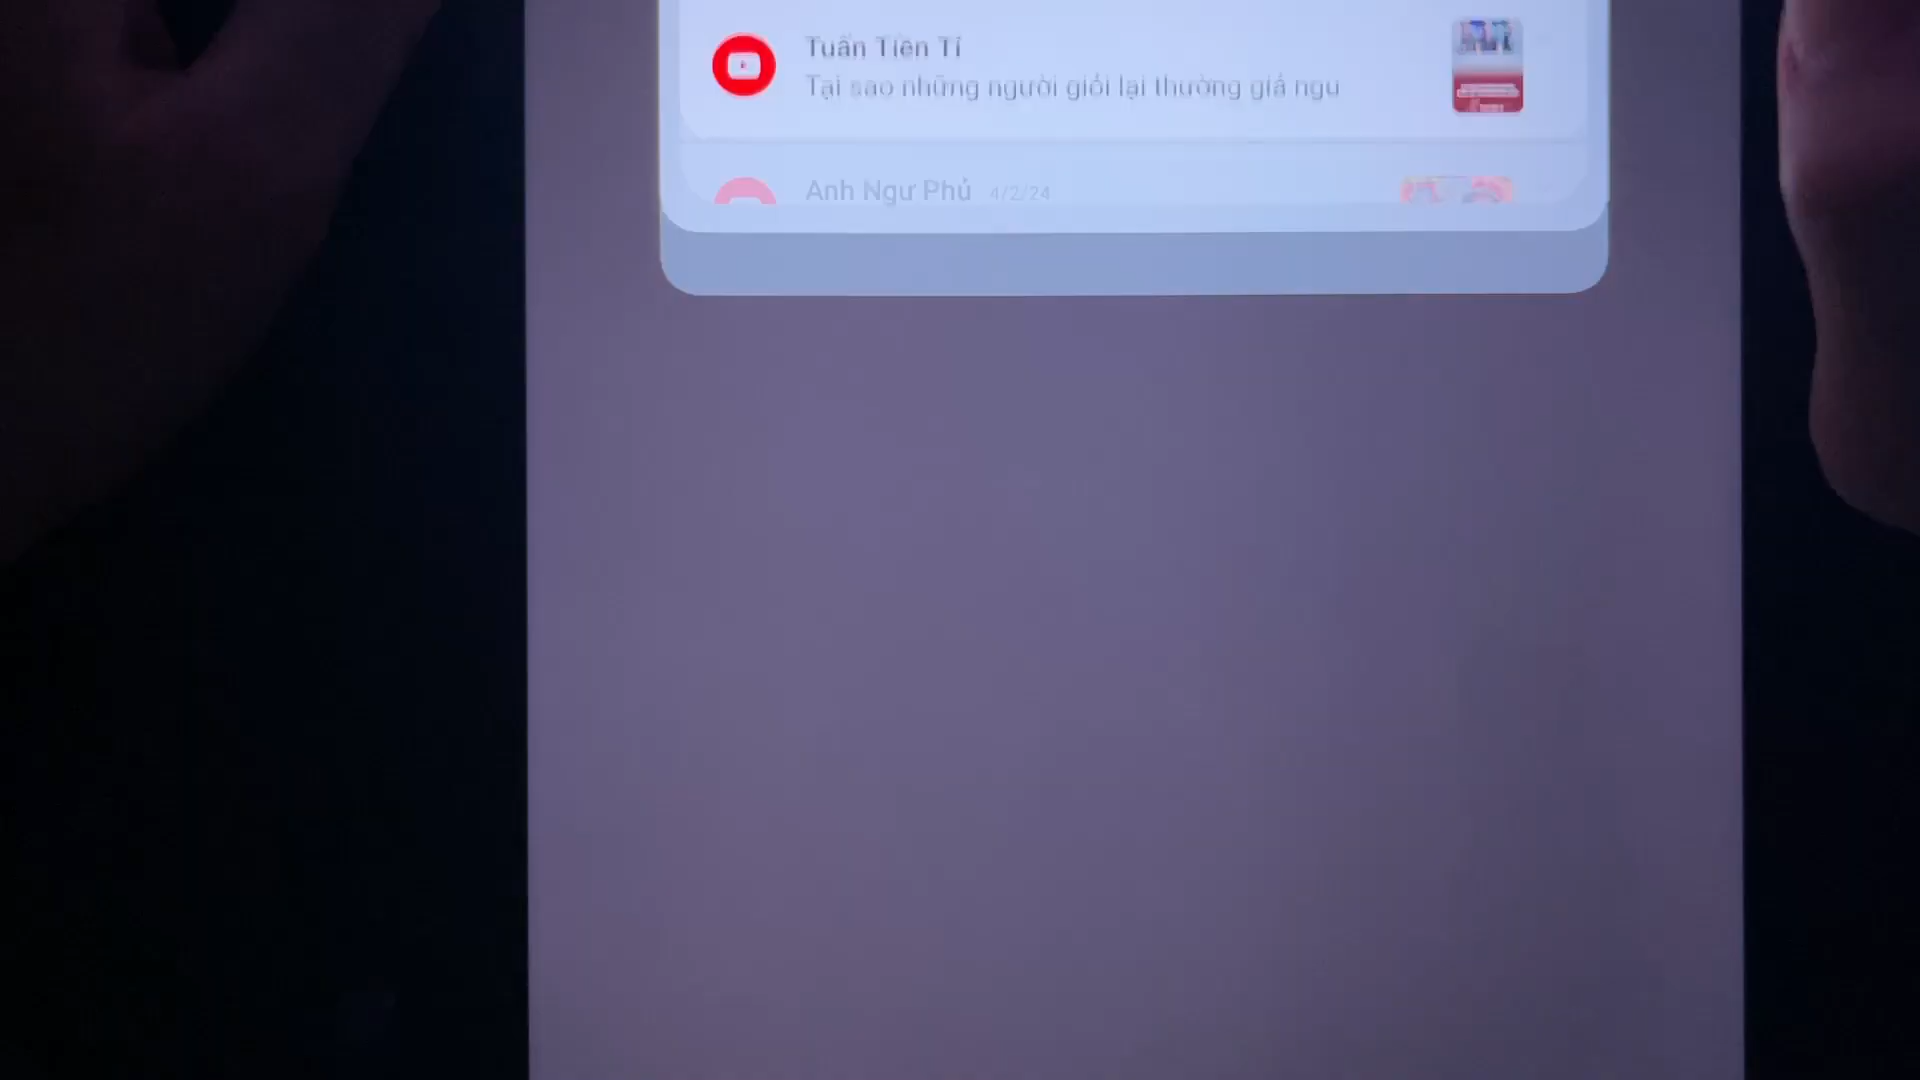 Tuấn Tiền Tỉ
Tại sao những người giỏi lại thường giả ngu
Anh Ngư Phủ 4/2/24